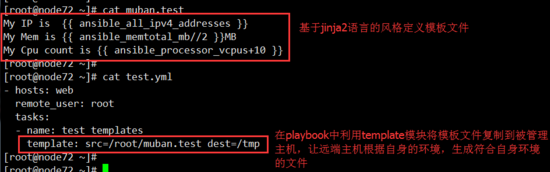 [root@node72 ~]# cat muban.test
My IP is  {{ ansible_all_ipv4_addresses }}
My Mem is {{ ansible_memtotal_mb//2 }}MB
My Cpu count is {{ ansible_processor_vcpus+10 }}
基于jinja2语言的风格定义模板文件
[root@node72 ~]#
[root@node72 ~]# cat test.yml
- hosts: web
  remote_user: root
  tasks:
  - name: test templates
    template: src=/root/muban.test dest=/tmp
在playbook中利用template模块将模板文件复制到被管理
主机，让远端主机根据自身的环境，生成符合自身环境
的文件
[root@node72 ~]#
[root@node72 ~]#